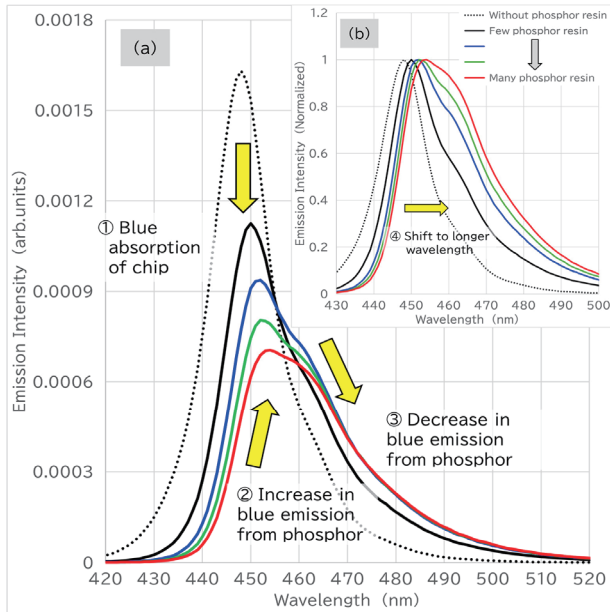 (a)
Emission Intensity (arb.units)
0.0018
0.0015
0.0012
0.0009
0.0006
0.0003
0
① Blue
absorption
of chip
② Increase in
blue emission
from phosphor
③ Decrease in
blue emission
from phosphor
420 430 440 450 460 470 480 490 500 510 520
Wavelength (nm)
(b)
Without phosphor resin
Few phosphor resin
Many phosphor resin
Emission Intensity (Normalized)
1.2
1
0.8
0.6
0.4
0.2
0
④ Shift to longer
wavelength
430 440 450 460 470 480 490 500
Wavelength (nm)